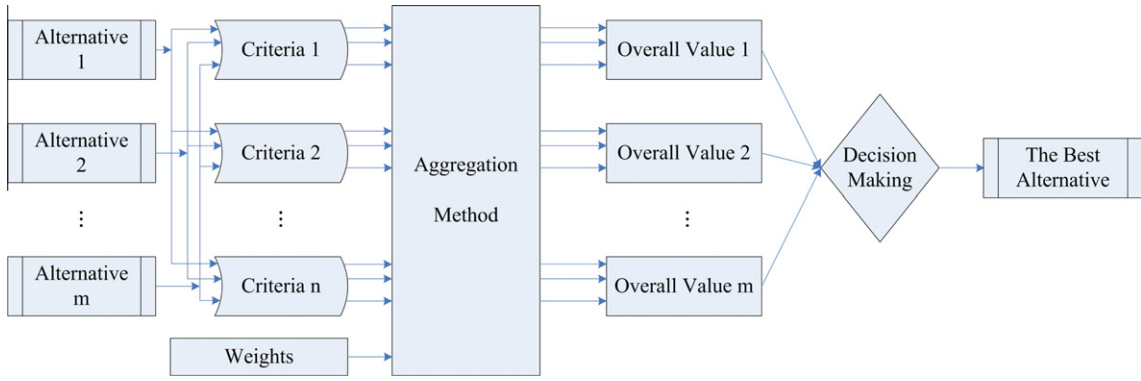 Alternative
1
Criteria 1
Overall Value 1
Alternative
2
Criteria 2
Aggregation
Method
Overall Value 2
Decision
Making
The Best
Alternative
⋮
⋮
⋮
Alternative
m
Criteria n
Overall Value m
Weights